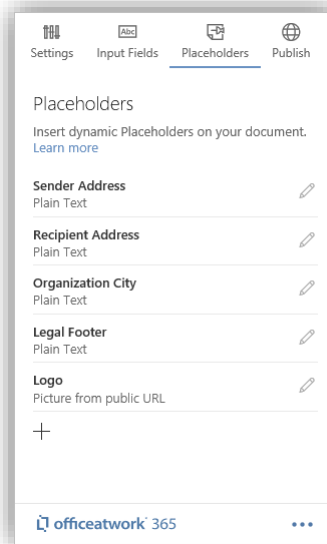 Abc
Settings Input Fields Placeholders Publish
Placeholders
Insert dynamic Placeholders on your document.
Learn more
Sender Address
Plain Text
Recipient Address
Plain Text
Organization City
Plain Text
Legal Footer
Plain Text
Logo
Picture from public URL
officeatwork 365